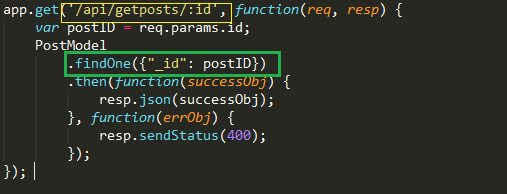 app.get('/api/getposts/:id', function(req, resp) {
    var postID = req.params.id;
    PostModel
        .findOne({"_id": postID})
        .then(function(successObj) {
            resp.json(successObj);
        }, function(errObj) {
            resp.sendStatus(400);
        });
});